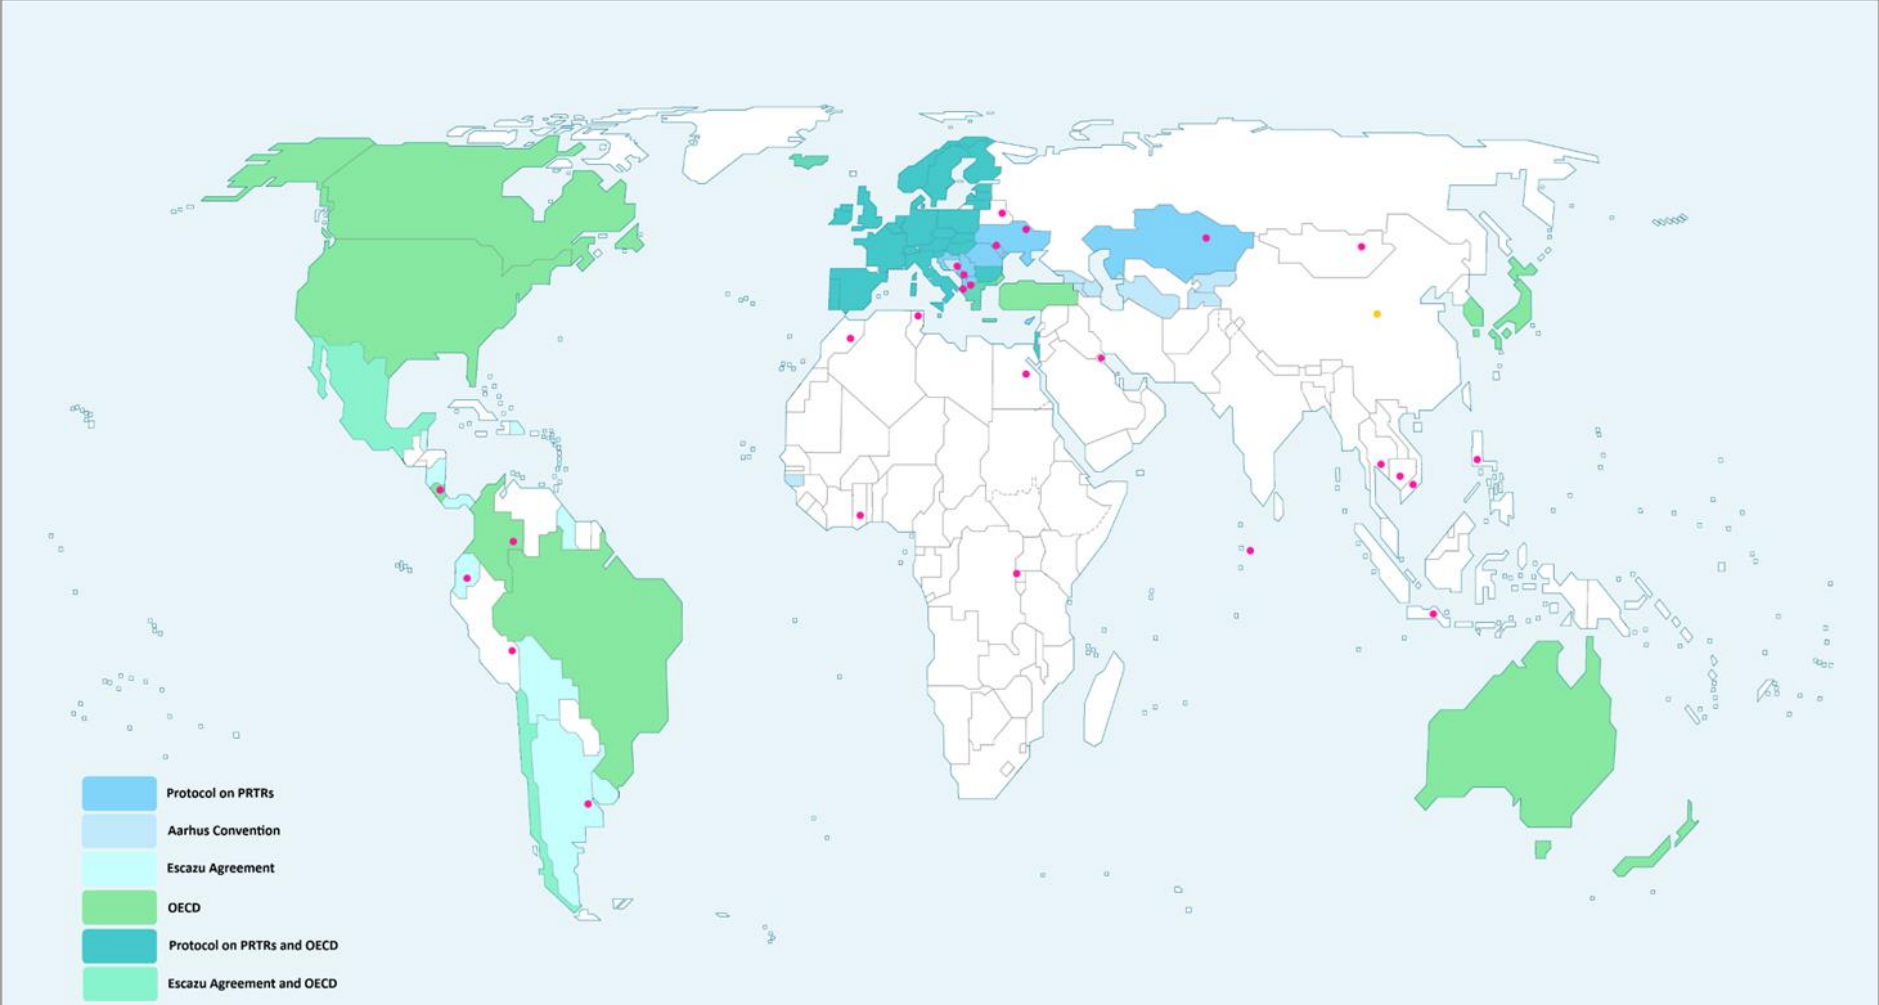 Protocol on PRTRs
Aarhus Convention
Escazu Agreement
OECD
Protocol on PRTRs and OECD
Escazu Agreement and OECD